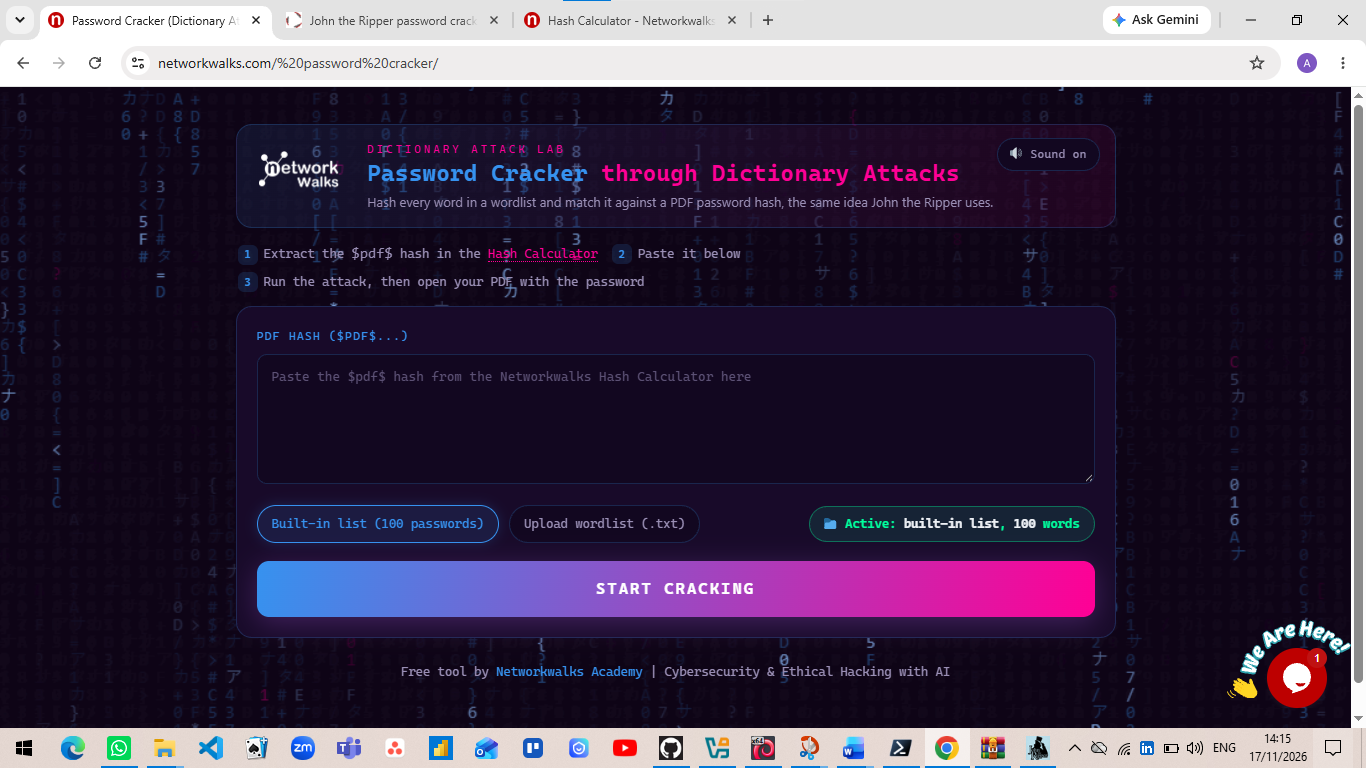 Password Cracker (Dictionary At
John the Ripper password crack
Hash Calculator - Networkwalks
Ask Gemini
networkwalks.com/%20password%20cracker/
A
network
Walks
DICTIONARY ATTACK LAB
Password Cracker through Dictionary Attacks
Hash every word in a wordlist and match it against a PDF password hash, the same idea John the Ripper uses.
Sound on
1 Extract the $pdf$ hash in the Hash Calculator 2 Paste it below
3 Run the attack, then open your PDF with the password
PDF HASH ($PDF$...)
Paste the $pdf$ hash from the Networkwalks Hash Calculator here
Built-in list (100 passwords) Upload wordlist (.txt) Active: built-in list, 100 words
START CRACKING
Free tool by Networkwalks Academy | Cybersecurity & Ethical Hacking with AI
We Are Here!
1
zm
ENG
14:15
17/11/2026